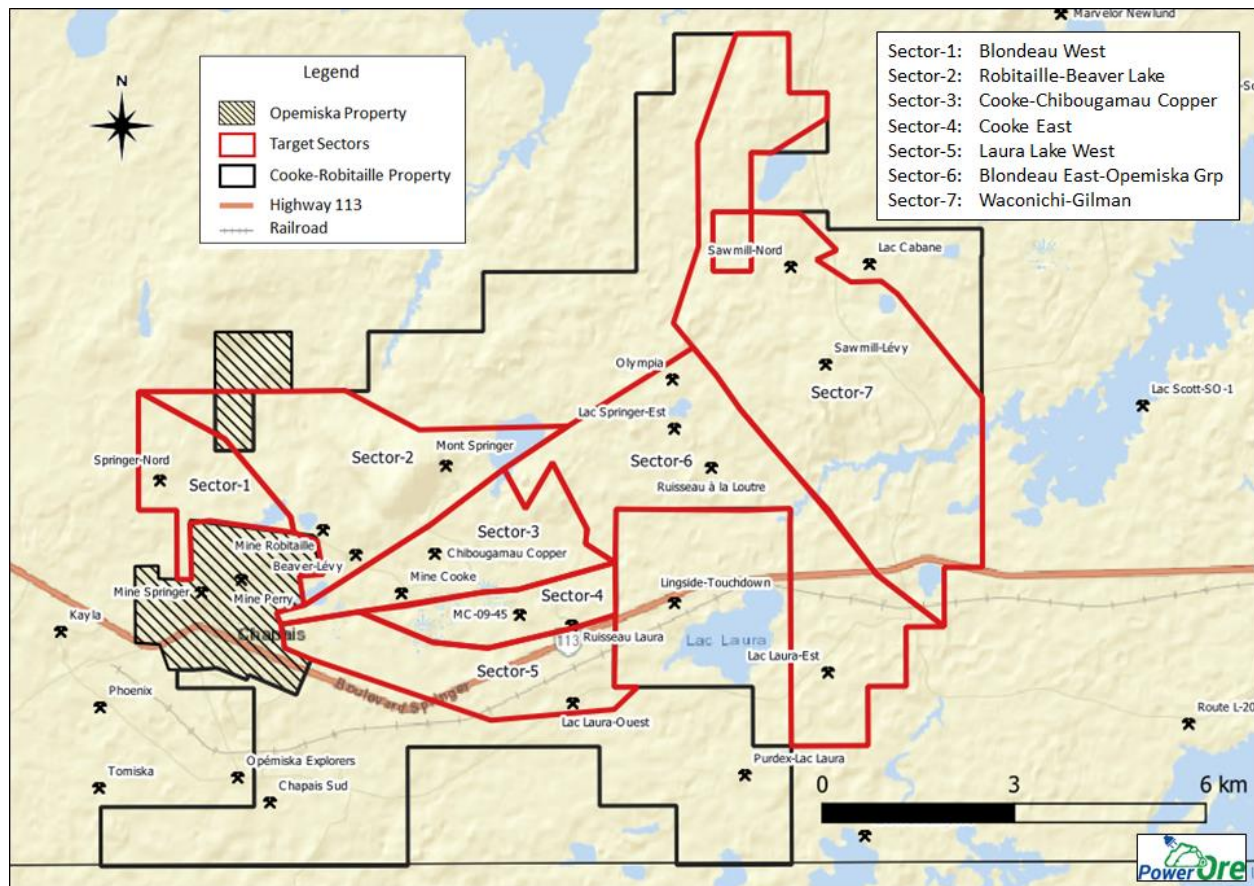 Marvelor Newlund
Legend
Opemiska Property
Target Sectors
Cooke-Robitaille Property
Highway 113
Railroad
N
Sector-1: Blondeau West
Sector-2: Robitaille-Beaver Lake
Sector-3: Cooke-Chibougamau Copper
Sector-4: Cooke East
Sector-5: Laura Lake West
Sector-6: Blondeau East-Opemiska Grp
Sector-7: Waconichi-Gilman
Sawmill-Nord
Lac Cabane
Sawmill-Lévy
Olympia
Sector-7
Lac Scott-SO-1
Lac Springer-Est
Mont Springer
Sector-2
Springer-Nord
Sector-6
Sector-1
Ruisseau à la Loutre
Sector-3
Mine Robitaille
Chibougamau Copper
Beaver-Lévy
Mine Cooke
Lingside-Touchdown
Mine Springer
Mine Perry
Sector-4
MC-09-45
Kayla
Chapais
Ruisseau Laura
113
Lac Laura
Sector-5
Lac Laura-Est
Boulevard Springer
Phoenix
Lac Laura-Ouest
Route L-20
Opémiska Explorers
Purdex-Lac Laura
Tomiska
Chapais Sud
0 3 6 km
Power Ore